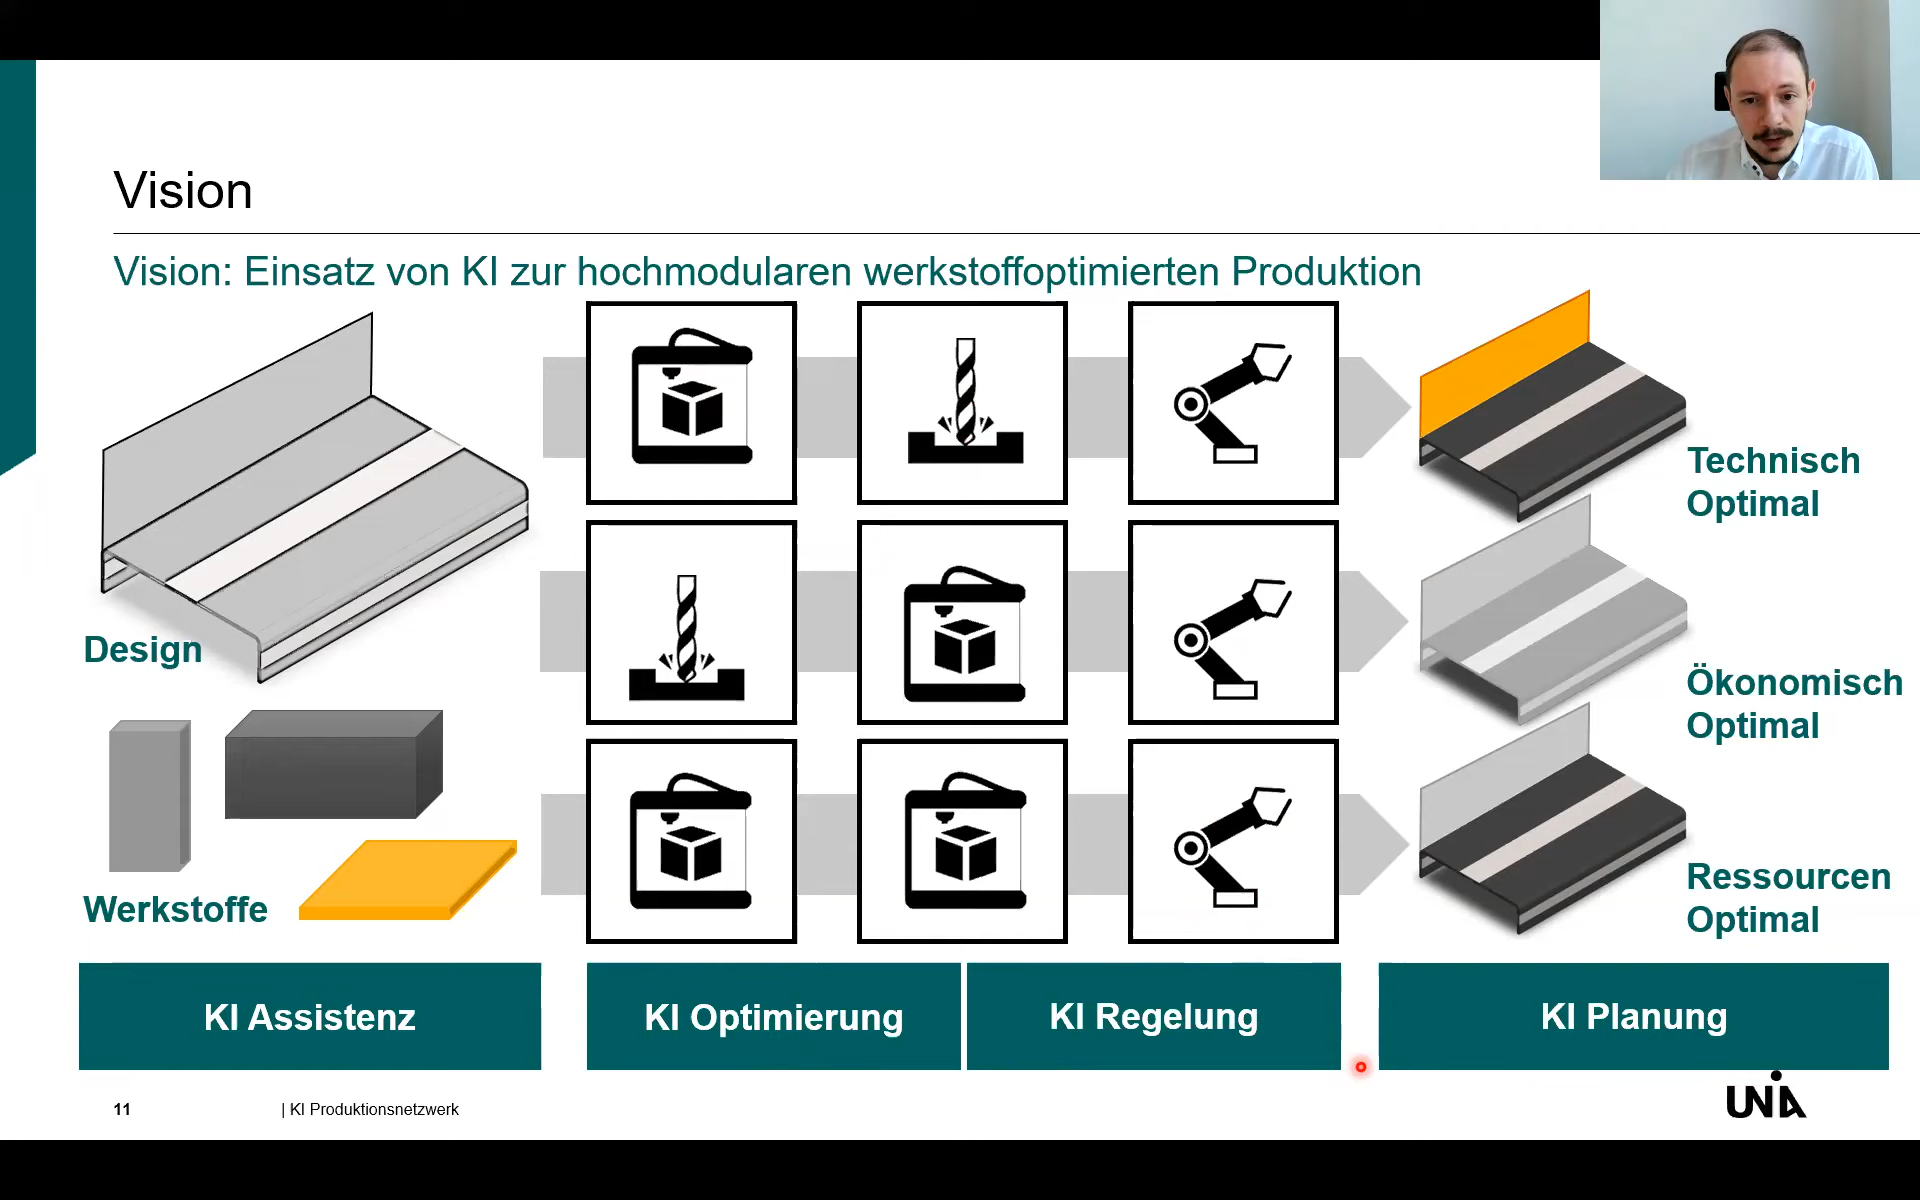 Vision
Vision: Einsatz von KI zur hochmodularen werkstoffoptimierten Produktion
Design
Werkstoffe
Technisch
Optimal
Ökonomisch
Optimal
Ressourcen
Optimal
KI Assistenz
KI Optimierung
KI Regelung
KI Planung
11
| KI Produktionsnetzwerk
UNIA